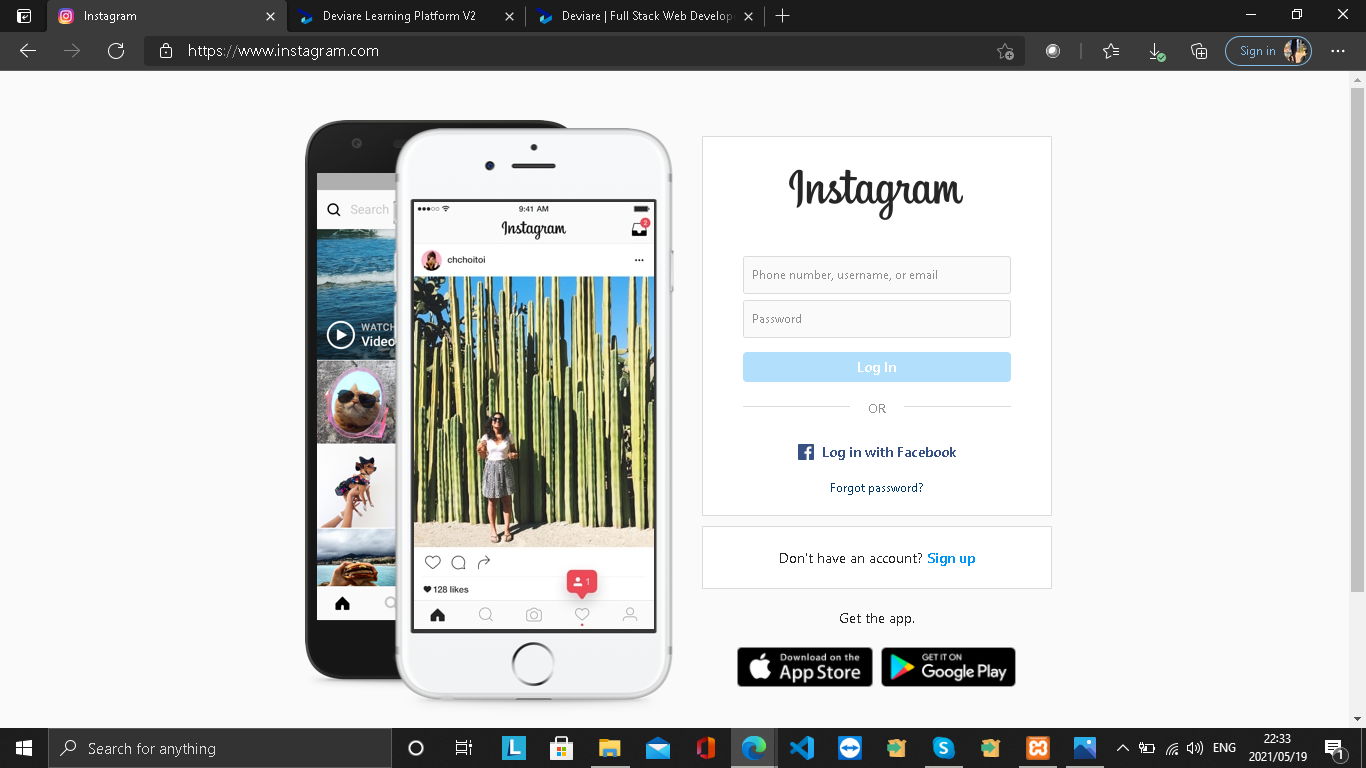 Instagram
Deviare Learning Platform V2
Deviare | Full Stack Web Develop
https://www.instagram.com
Sign in
Search
WATCH
Video
9:41 AM
Instagram
2
chchoitoi
1
128 likes
Instagram
Phone number, username, or email
Password
Log In
OR
Log in with Facebook
Forgot password?
Don't have an account? Sign up
Get the app.
Download on the
App Store
GET IT ON
Google Play
Search for anything
L
ENG
22:33
2021/05/19
1